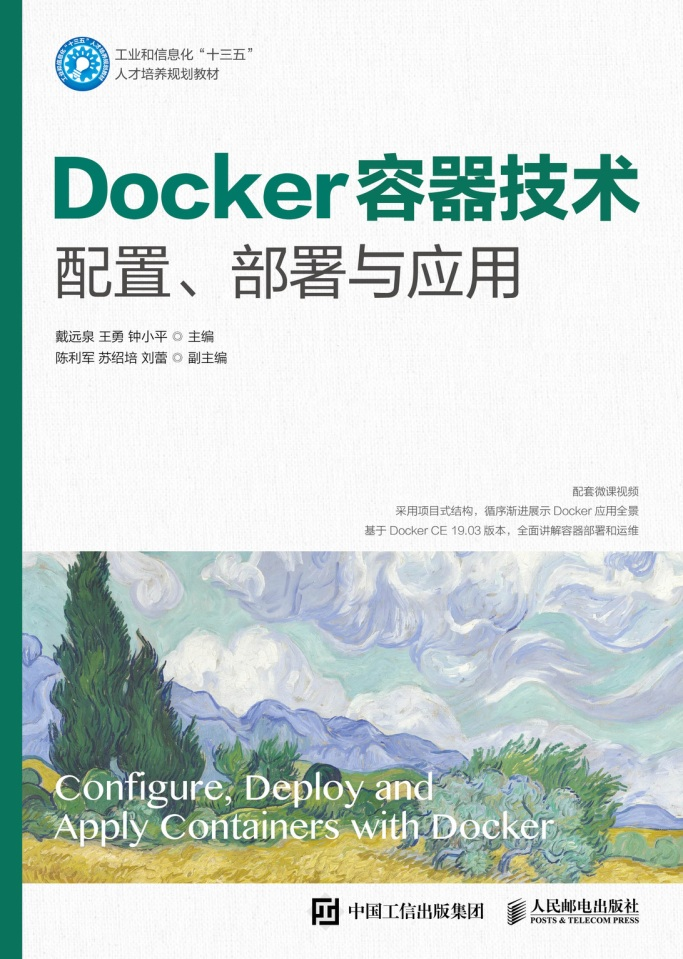 工业和信息化“十三五”
人才培养规划教材
Docker容器技术
配置、部署与应用
戴远泉 王勇 钟小平 ◎ 主编
陈利军 苏绍培 刘蕾 ◎ 副主编
配套微课视频
采用项目式结构，循序渐进展示 Docker 应用全景
基于 Docker CE 19.03 版本，全面讲解容器部署和运维
Configure, Deploy and
Apply Containers with Docker
中国工信出版集团
人民邮电出版社
POSTS & TELECOM PRESS